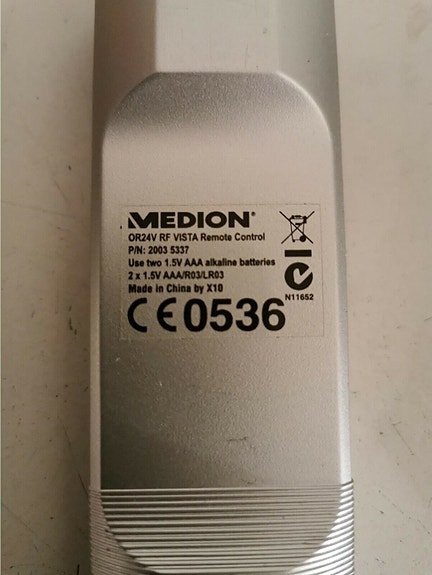 MEDION®
OR24V RF VISTA Remote Control
P/N: 2003 5337
Use two 1.5V AAA alkaline batteries
2 x 1.5V AAA/R03/LR03
Made in China by X10
N11652
CE0536